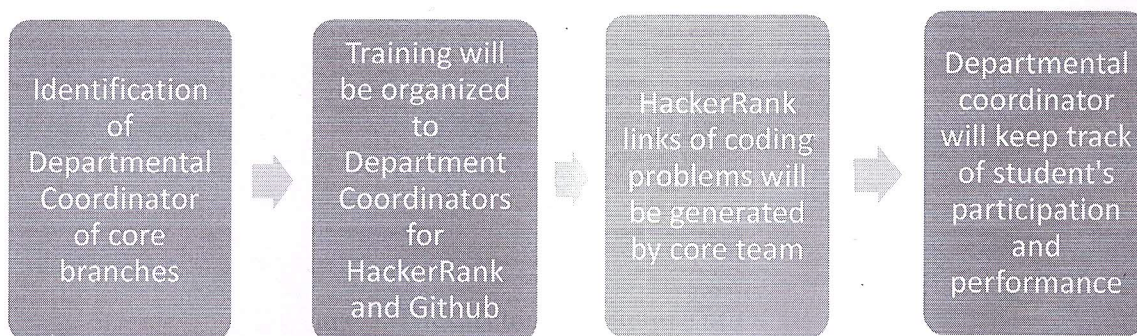 Identification
of
Departmental
Coordinator
of core
branches
Training will
be organized
to
Department
Coordinators
for
HackerRank
and Github
HackerRank
links of coding
problems will
be generated
by core team
Departmental
coordinator
will keep track
of student's
participation
and
performance